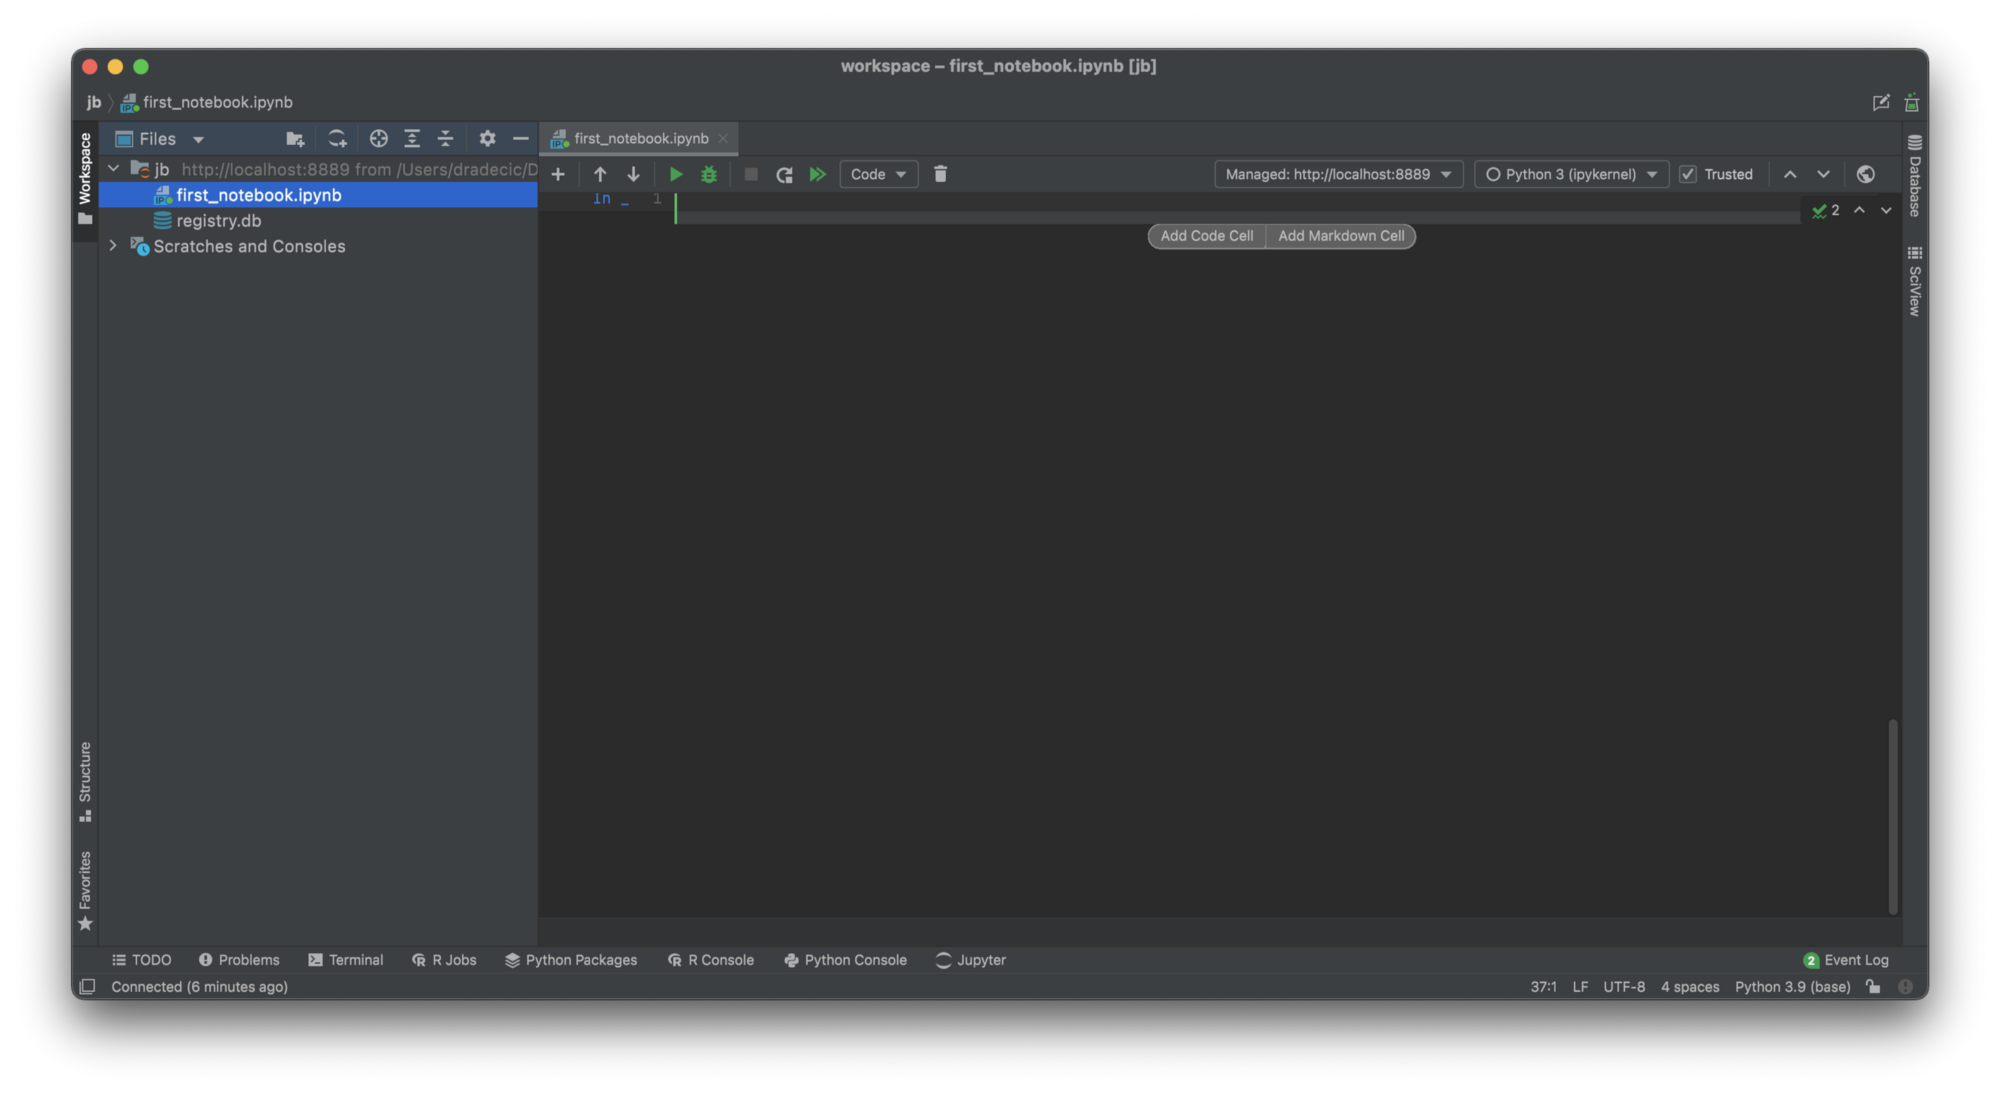 workspace – first_notebook.ipynb [jb]
jb first_notebook.ipynb
Workspace
Files
jb http://localhost:8889 from /Users/dradecic/D
first_notebook.ipynb
registry.db
Scratches and Consoles
Structure
Favorites
first_notebook.ipynb
Code
Managed: http://localhost:8889
Python 3 (ipykernel)
Trusted
In _ 1
2
Add Code Cell Add Markdown Cell
Database
SciView
TODO Problems Terminal R Jobs Python Packages R Console Python Console Jupyter
2 Event Log
Connected (6 minutes ago)
37:1 LF UTF-8 4 spaces Python 3.9 (base)